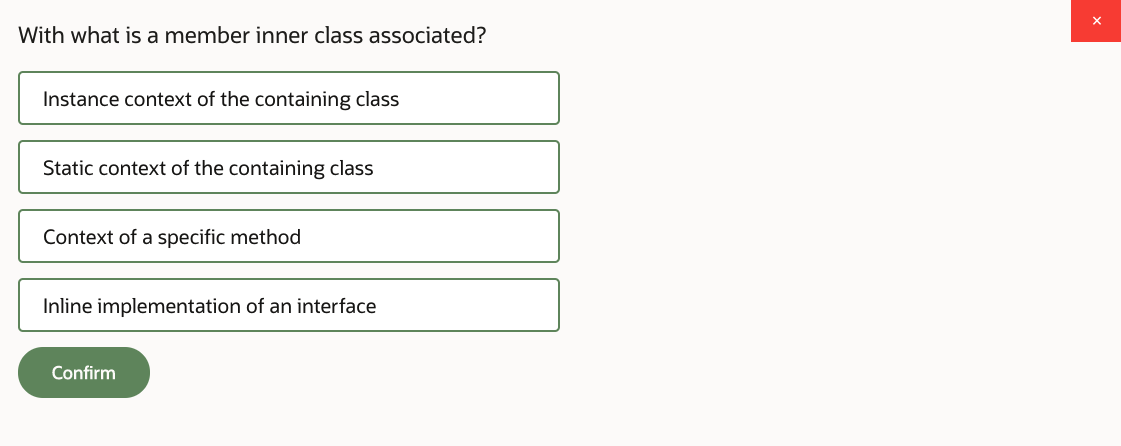 With what is a member inner class associated?
×
Instance context of the containing class
Static context of the containing class
Context of a specific method
Inline implementation of an interface
Confirm